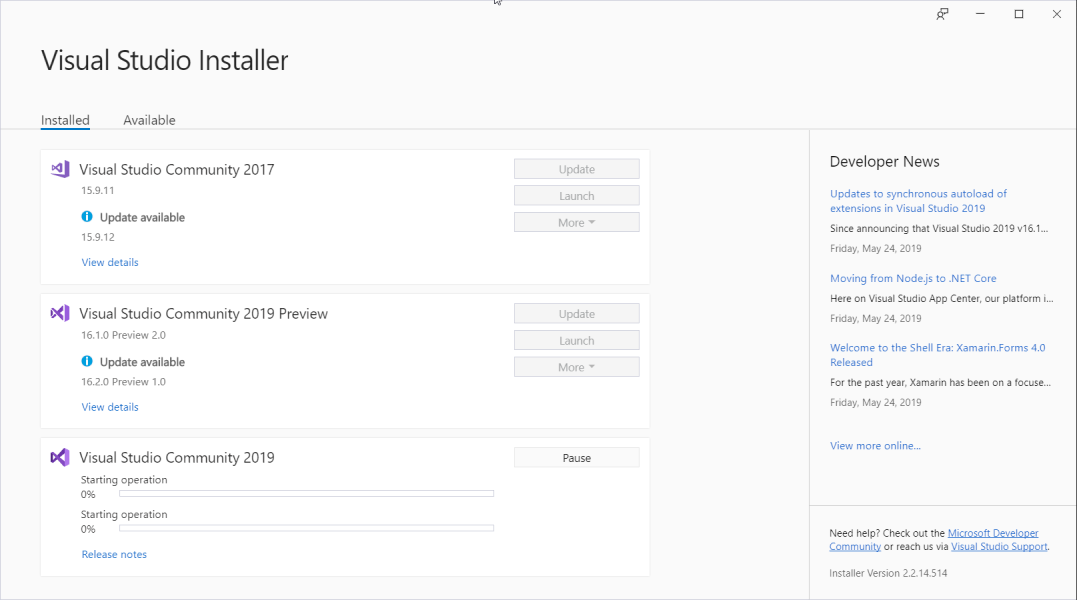 Visual Studio Installer
Installed
Available
Visual Studio Community 2017
15.9.11
Update available
15.9.12
View details
Update
Launch
More
Visual Studio Community 2019 Preview
16.1.0 Preview 2.0
Update available
16.2.0 Preview 1.0
View details
Update
Launch
More
Visual Studio Community 2019
Pause
Starting operation
0%
Starting operation
0%
Release notes
Developer News
Updates to synchronous autoload of
extensions in Visual Studio 2019
Since announcing that Visual Studio 2019 v16.1...
Friday, May 24, 2019
Moving from Node.js to .NET Core
Here on Visual Studio App Center, our platform i...
Friday, May 24, 2019
Welcome to the Shell Era: Xamarin.Forms 4.0
Released
For the past year, Xamarin has been on a focuse...
Friday, May 24, 2019
View more online...
Need help? Check out the Microsoft Developer
Community or reach us via Visual Studio Support.
Installer Version 2.2.14.514